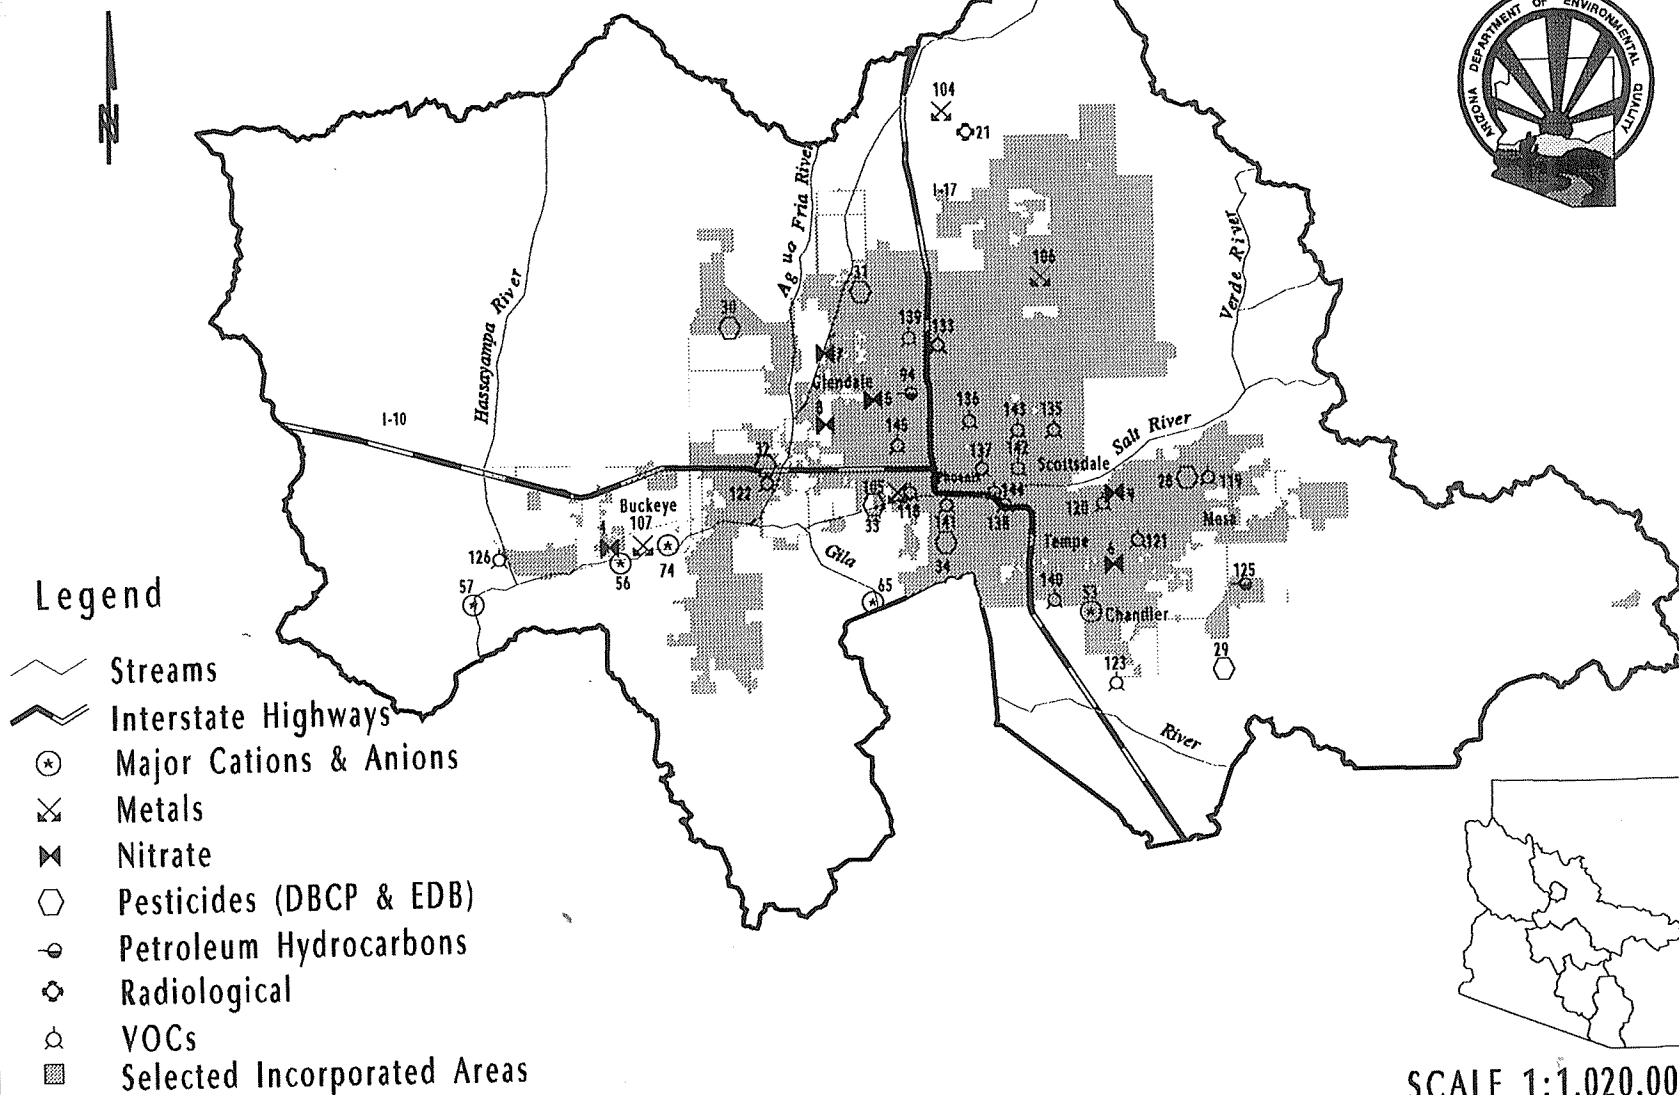 ARIZONA DEPARTMENT OF ENVIRONMENTAL QUALITY
N
104
21
I-17
Agua Fria River
Verde River
106
31
30
Hassayampa River
139
133
7
Glendale
94
5
8
136
143
135
I-10
145
Salt River
32
137
142
Scottsdale
122
28
119
Buckeye
105
118
Phoenix
144
120
9
107
33
141
138
Mesa
4
Tempe
121
126
56
74
Gila
34
6
57
65
140
53
125
Chandler
29
123
River
Legend
Streams
Interstate Highways
Major Cations & Anions
Metals
Nitrate
Pesticides (DBCP & EDB)
Petroleum Hydrocarbons
Radiological
VOCs
Selected Incorporated Areas
SCALE 1:1,020,00